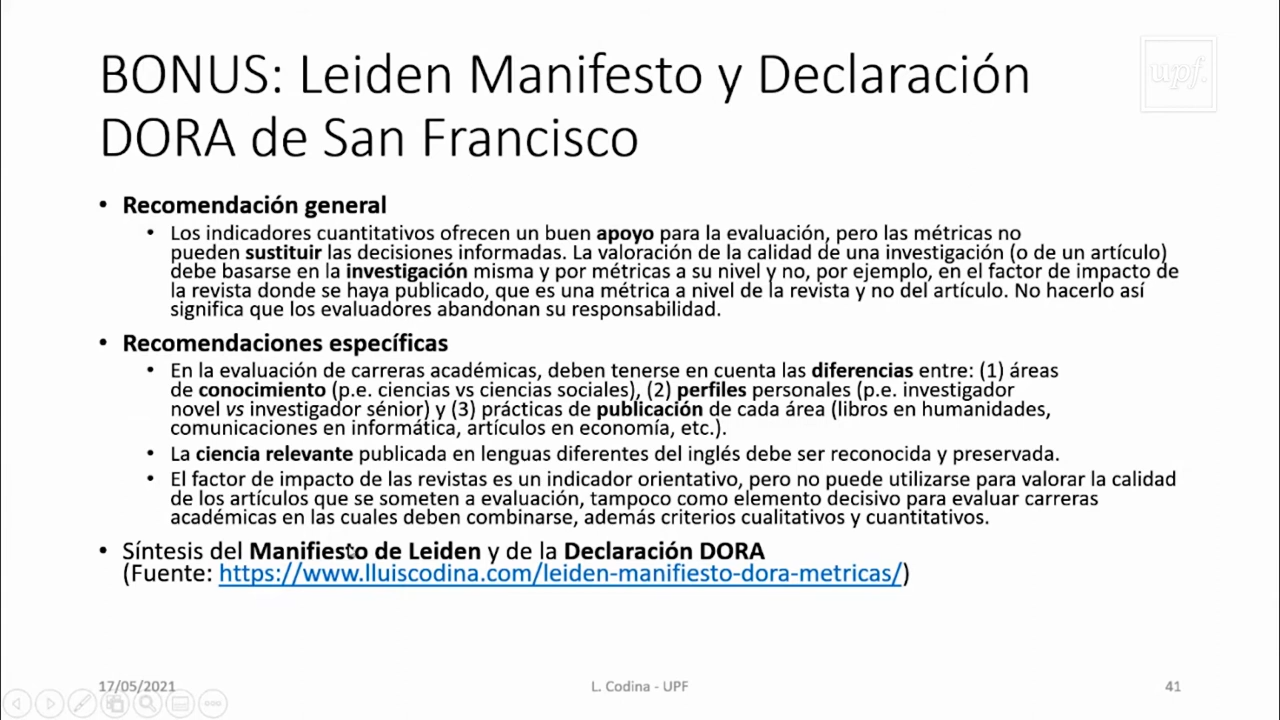 BONUS: Leiden Manifesto y Declaración
DORA de San Francisco
upf.
• Recomendación general
• Los indicadores cuantitativos ofrecen un buen apoyo para la evaluación, pero las métricas no
pueden sustituir las decisiones informadas. La valoración de la calidad de una investigación (o de un artículo)
debe basarse en la investigación misma y por métricas a su nivel y no, por ejemplo, en el factor de impacto de
la revista donde se haya publicado, que es una métrica a nivel de la revista y no del artículo. No hacerlo así
significa que los evaluadores abandonan su responsabilidad.
• Recomendaciones específicas
• En la evaluación de carreras académicas, deben tenerse en cuenta las diferencias entre: (1) áreas
de conocimiento (p.e. ciencias vs ciencias sociales), (2) perfiles personales (p.e. investigador
novel vs investigador sénior) y (3) prácticas de publicación de cada área (libros en humanidades,
comunicaciones en informática, artículos en economía, etc.).
• La ciencia relevante publicada en lenguas diferentes del inglés debe ser reconocida y preservada.
• El factor de impacto de las revistas es un indicador orientativo, pero no puede utilizarse para valorar la calidad
de los artículos que se someten a evaluación, tampoco como elemento decisivo para evaluar carreras
académicas en las cuales deben combinarse, además criterios cualitativos y cuantitativos.
• Síntesis del Manifiesto de Leiden y de la Declaración DORA
(Fuente: https://www.lluiscodina.com/leiden-manifiesto-dora-metricas/)
17/05/2021
L. Codina - UPF
41